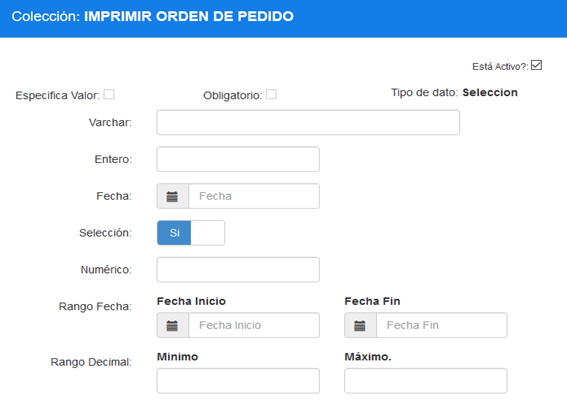 Colección: IMPRIMIR ORDEN DE PEDIDO
Está Activo?:
Especifica Valor: Obligatorio: Tipo de dato: Seleccion
Varchar:
Entero:
Fecha: Fecha
Selección: Si
Numérico:
Rango Fecha: Fecha Inicio Fecha Fin
Fecha Inicio Fecha Fin
Rango Decimal: Minimo Máximo.